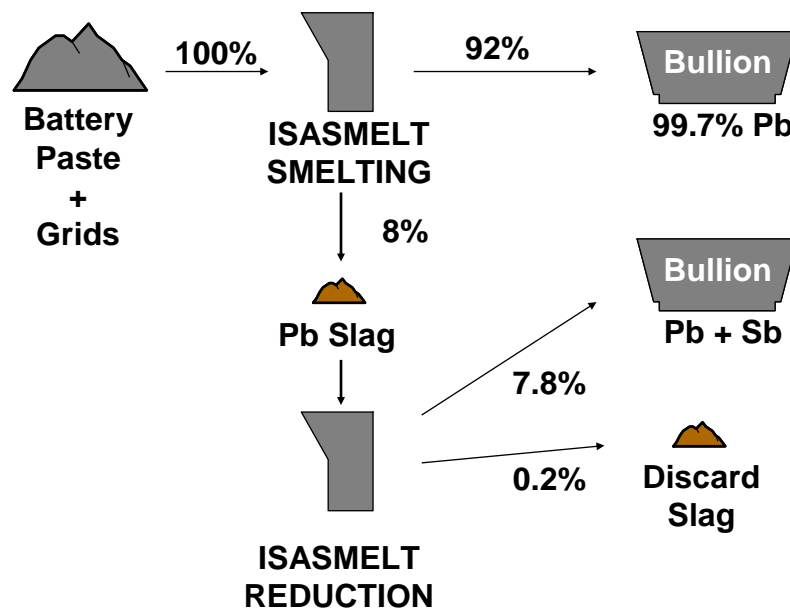 100%
92%
Bullion
99.7% Pb
Battery
Paste
+
Grids
ISASMELT
SMELTING
8%
Pb Slag
Bullion
Pb + Sb
7.8%
0.2%
Discard
Slag
ISASMELT
REDUCTION